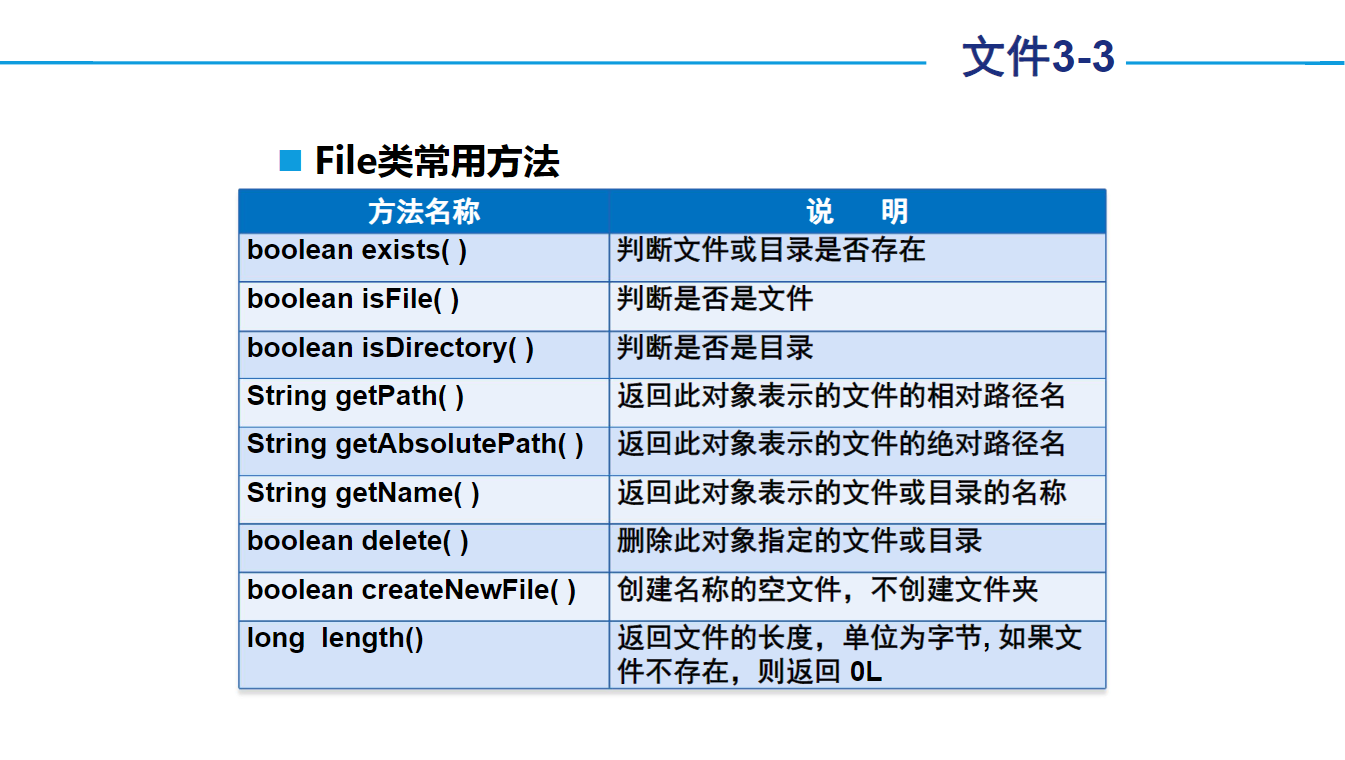 文件3-3
File类常用方法
方法名称 说 明
boolean exists( ) 判断文件或目录是否存在
boolean isFile( ) 判断是否是文件
boolean isDirectory( ) 判断是否是目录
String getPath( ) 返回此对象表示的文件的相对路径名
String getAbsolutePath( ) 返回此对象表示的文件的绝对路径名
String getName( ) 返回此对象表示的文件或目录的名称
boolean delete( ) 删除此对象指定的文件或目录
boolean createNewFile( ) 创建名称的空文件，不创建文件夹
long length() 返回文件的长度，单位为字节, 如果文
件不存在，则返回 0L